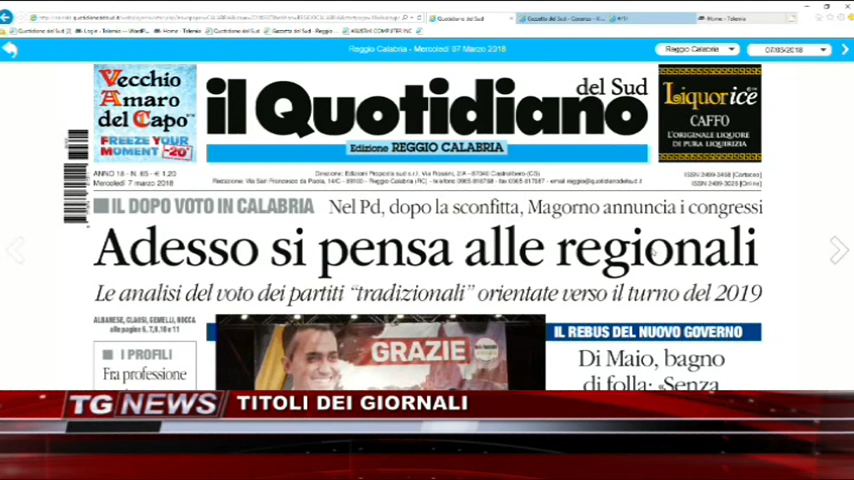 Quotidiano del Sud
Reggio Calabria - Mercoledì 07 Marzo 2018
Reggio Calabria
07/03/2018
Vecchio
Amaro
del Capo
FREEZE YOUR
MOMENT -20°
il Quotidiano
del Sud
Edizione REGGIO CALABRIA
Liquorice
CAFFO
L'ORIGINALE LIQUORE
DI PURA LIQUIRIZIA
ANNO 18 - N. 65 - € 1,20
Mercoledì 7 marzo 2018
IL DOPO VOTO IN CALABRIA
Nel Pd, dopo la sconfitta, Magorno annuncia i congressi
Adesso si pensa alle regionali
Le analisi del voto dei partiti “tradizionali” orientate verso il turno del 2019
ALBANESE, CLAUSI, GEMELLI, MOCCA
alle pagine 6, 7, 8, 10 e 11
I PROFILI
Fra professione
GRAZIE
IL REBUS DEL NUOVO GOVERNO
Di Maio, bagno
di folla: «Senza
TG NEWS
TITOLI DEI GIORNALI